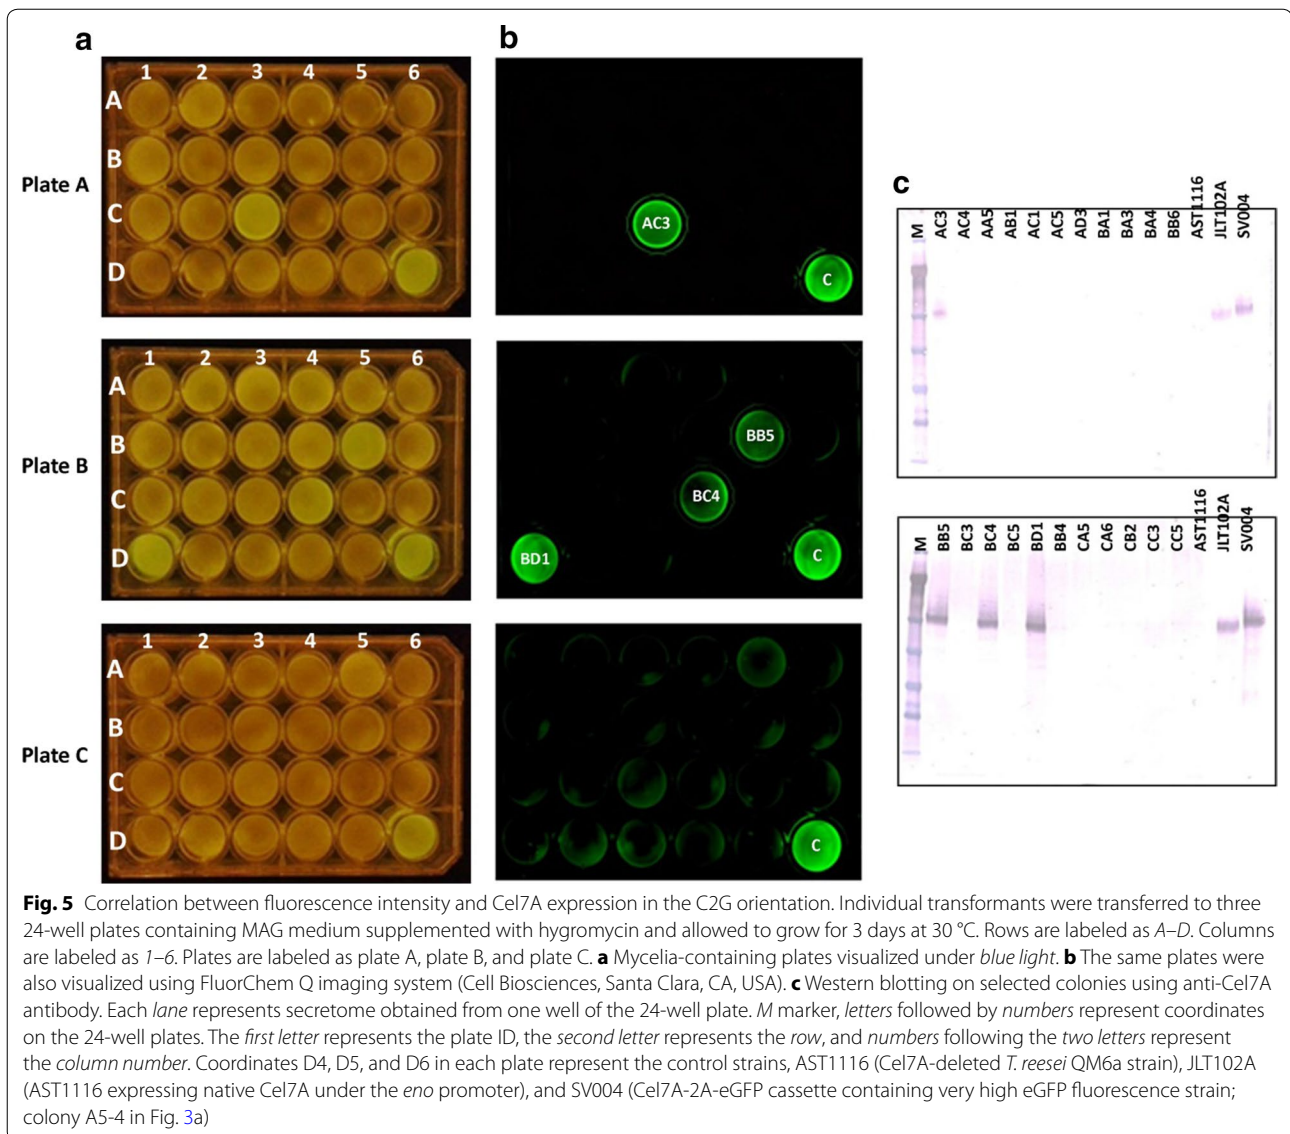 a
b
1 2 3 4 5 6
A
B
C
D
Plate A
AC3
C
c
M AC3 AC4 AA5 AB1 AC1 AC5 AD3 BA1 BA3 BA4 BB6 AST1116 JLT102A SV004
1 2 3 4 5 6
A
B
C
D
Plate B
BB5
BC4
BD1
C
M BB5 BC3 BC4 BC5 BD1 BB4 CA5 CA6 CB2 CC3 CC5 AST1116 JLT102A SV004
1 2 3 4 5 6
A
B
C
D
Plate C
C
Fig. 5 Correlation between fluorescence intensity and Cel7A expression in the C2G orientation. Individual transformants were transferred to three
24-well plates containing MAG medium supplemented with hygromycin and allowed to grow for 3 days at 30 °C. Rows are labeled as A–D. Columns
are labeled as 1–6. Plates are labeled as plate A, plate B, and plate C. a Mycelia-containing plates visualized under blue light. b The same plates were
also visualized using FluorChem Q imaging system (Cell Biosciences, Santa Clara, CA, USA). c Western blotting on selected colonies using anti-Cel7A
antibody. Each lane represents secretome obtained from one well of the 24-well plate. M marker, letters followed by numbers represent coordinates
on the 24-well plates. The first letter represents the plate ID, the second letter represents the row, and numbers following the two letters represent
the column number. Coordinates D4, D5, and D6 in each plate represent the control strains, AST1116 (Cel7A-deleted T. reesei QM6a strain), JLT102A
(AST1116 expressing native Cel7A under the eno promoter), and SV004 (Cel7A-2A-eGFP cassette containing very high eGFP fluorescence strain;
colony A5-4 in Fig. 3a)